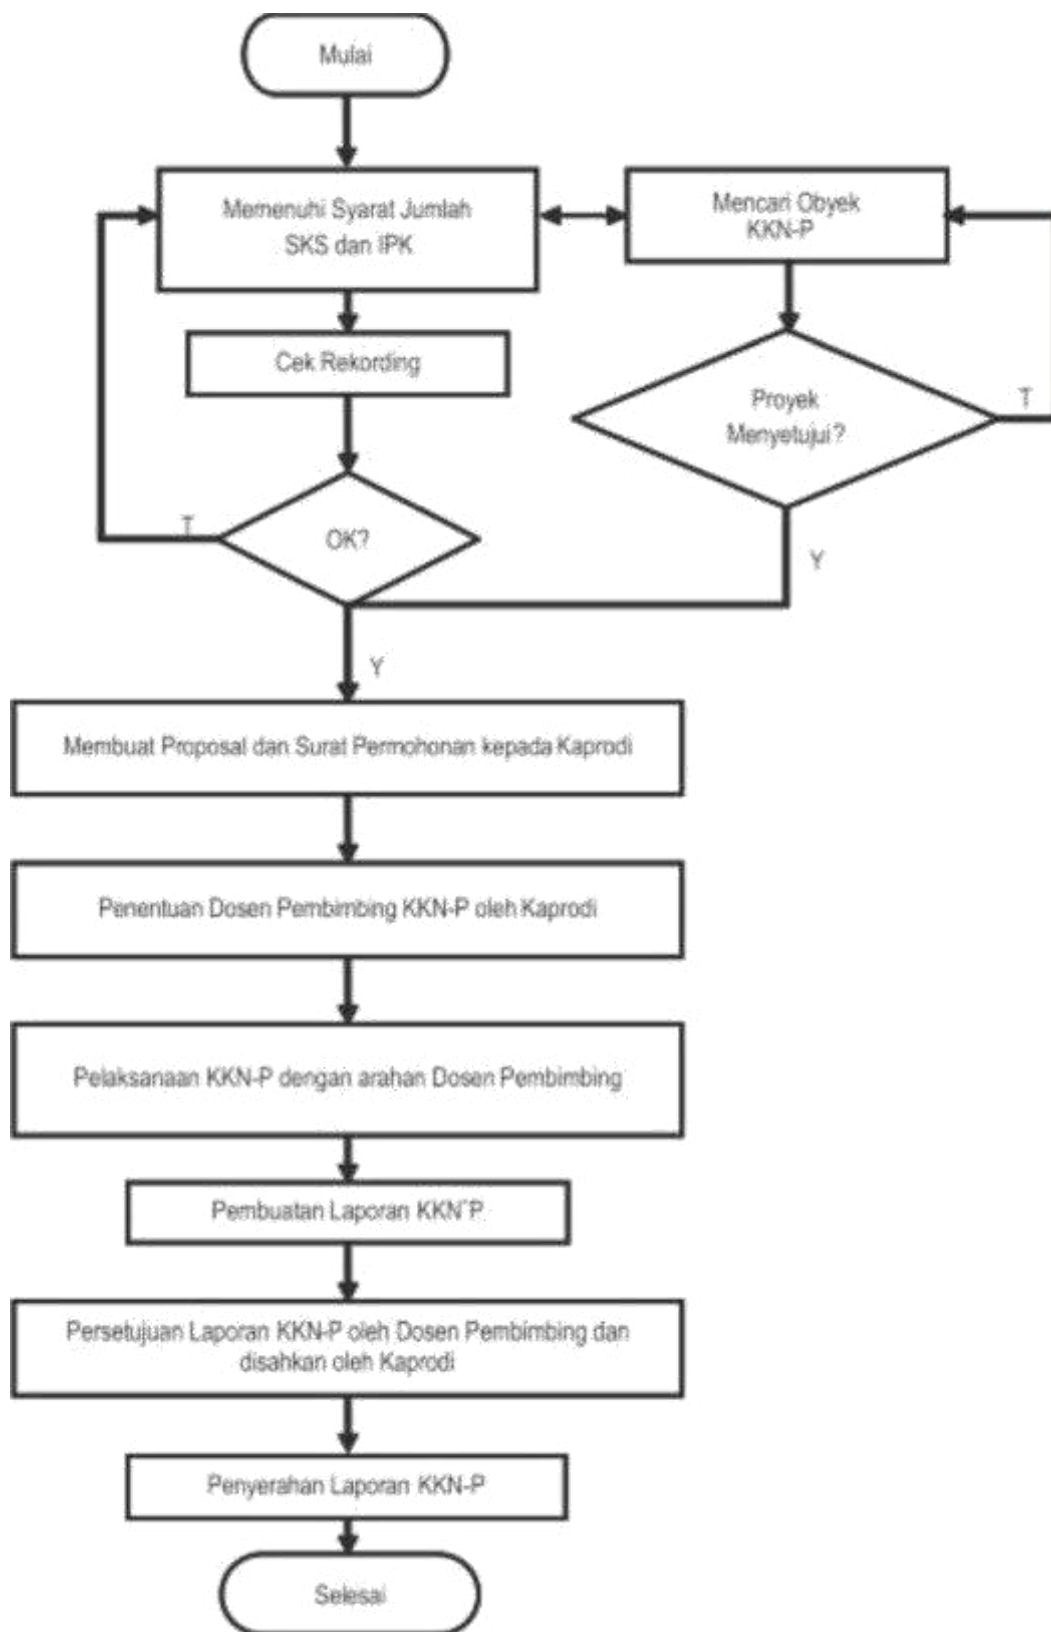 Mulai
Memenuhi Syarat Jumlah
SKS dan IPK
Mencari Obyek
KKN-P
Cek Rekording
Proyek
Menyetujui?
T
T
OK?
Y
Y
Membuat Proposal dan Surat Permohonan kepada Kaprodi
Penentuan Dosen Pembimbing KKN-P oleh Kaprodi
Pelaksanaan KKN-P dengan arahan Dosen Pembimbing
Pembuatan Laporan KKN-P
Persetujuan Laporan KKN-P oleh Dosen Pembimbing dan
disahkan oleh Kaprodi
Penyerahan Laporan KKN-P
Selesai